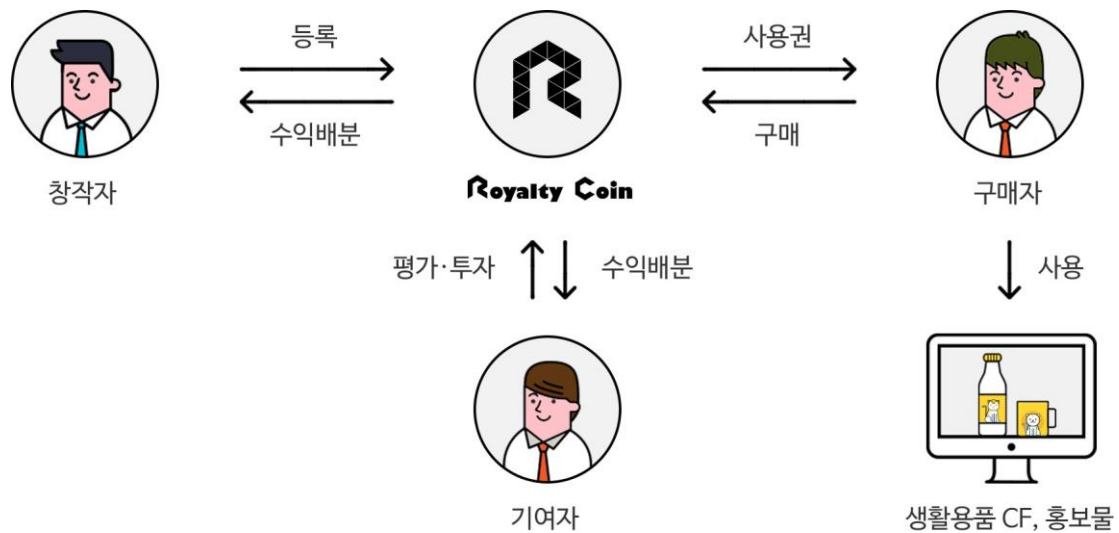 등록
사용권
수익배분
구매
창작자
Royalty Coin
구매자
평가·투자
수익배분
사용
기여자
생활용품 CF, 홍보물